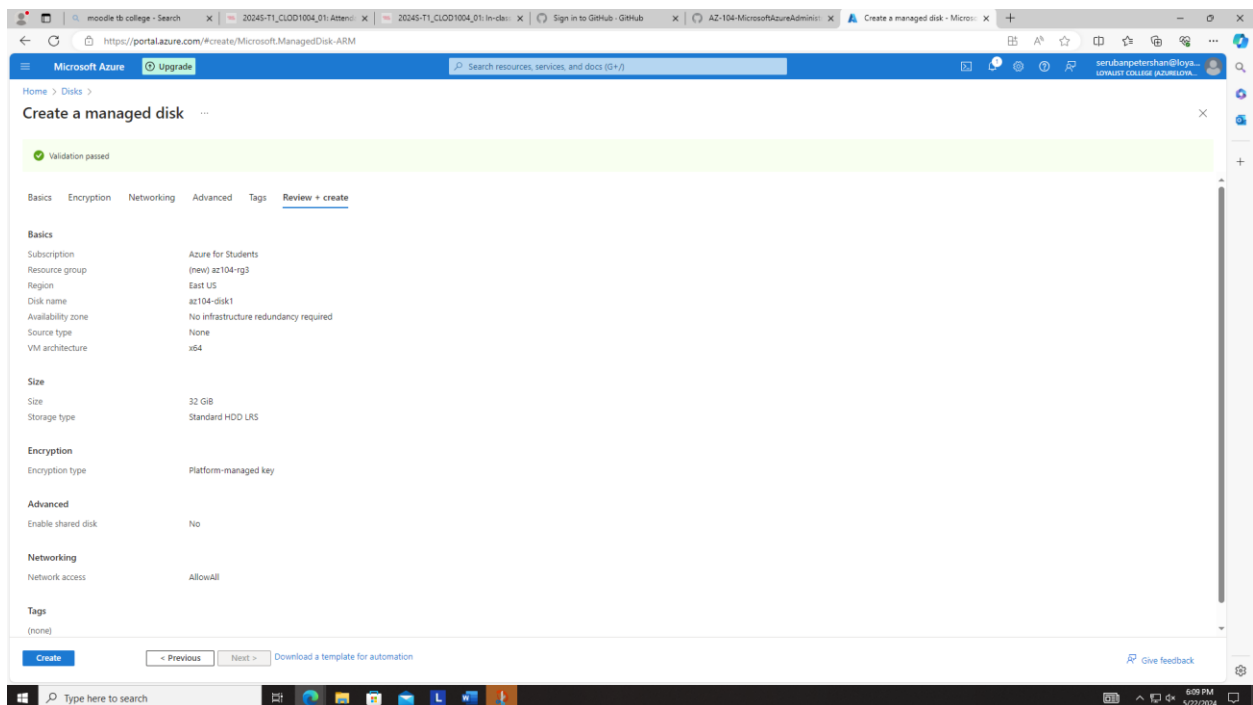 moodle tb college - Search
2024S-T1_CLOD1004_01: Attend
2024S-T1_CLOD1004_01: In-clas
Sign in to GitHub · GitHub
AZ-104-MicrosoftAzureAdminist
Create a managed disk - Micros
https://portal.azure.com/#create/Microsoft.ManagedDisk-ARM
Microsoft Azure
Upgrade
Search resources, services, and docs (G+/)
1
serubanpetershan@loya...
LOYALIST COLLEGE (AZURELOYA...
Home > Disks >
Create a managed disk ...
Validation passed
Basics Encryption Networking Advanced Tags Review + create
Basics
Subscription Azure for Students
Resource group (new) az104-rg3
Region East US
Disk name az104-disk1
Availability zone No infrastructure redundancy required
Source type None
VM architecture x64
Size
Size 32 GiB
Storage type Standard HDD LRS
Encryption
Encryption type Platform-managed key
Advanced
Enable shared disk No
Networking
Network access AllowAll
Tags
(none)
Create < Previous Next > Download a template for automation
Give feedback
Type here to search
6:09 PM
5/22/2024